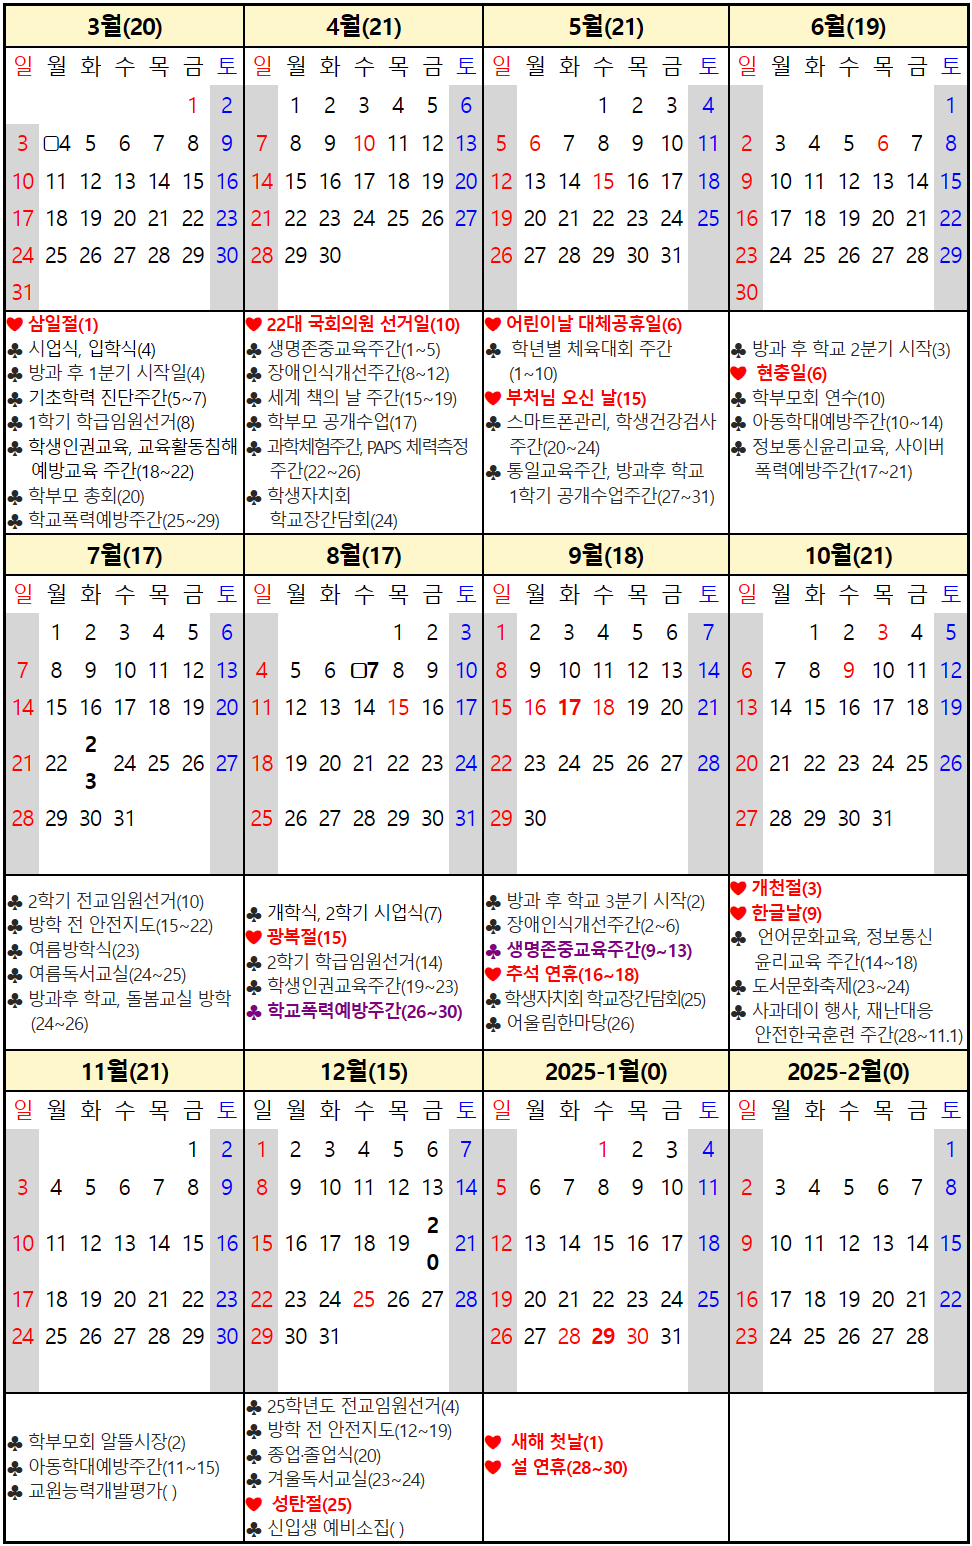 3월(20) 4월(21) 5월(21) 6월(19)
일 월 화 수 목 금 토 일 월 화 수 목 금 토 일 월 화 수 목 금 토 일 월 화 수 목 금 토
1 2 1 2 3 4 5 6 1 2 3 4 1
3 ▢4 5 6 7 8 9 7 8 9 10 11 12 13 5 6 7 8 9 10 11 2 3 4 5 6 7 8
10 11 12 13 14 15 16 14 15 16 17 18 19 20 12 13 14 15 16 17 18 9 10 11 12 13 14 15
17 18 19 20 21 22 23 21 22 23 24 25 26 27 19 20 21 22 23 24 25 16 17 18 19 20 21 22
24 25 26 27 28 29 30 28 29 30 26 27 28 29 30 31 23 24 25 26 27 28 29
31 30
♥ 삼일절(1)
♣ 시업식, 입학식(4)
♣ 방과 후 1분기 시작일(4)
♣ 기초학력 진단주간(5~7)
♣ 1학기 학급임원선거(8)
♣ 학생인권교육, 교육활동침해
예방교육 주간(18~22)
♣ 학부모 총회(20)
♣ 학교폭력예방주간(25~29)
♥ 22대 국회의원 선거일(10)
♣ 생명존중교육주간(1~5)
♣ 장애인식개선주간(8~12)
♣ 세계 책의 날 주간(15~19)
♣ 학부모 공개수업(17)
♣ 과학체험주간, PAPS 체력측정
주간(22~26)
♣ 학생자치회
학교장간담회(24)
♥ 어린이날 대체공휴일(6)
♣ 학년별 체육대회 주간
(1~10)
♥ 부처님 오신 날(15)
♣ 스마트폰관리, 학생건강검사
주간(20~24)
♣ 통일교육주간, 방과후 학교
1학기 공개수업주간(27~31)
♣ 방과 후 학교 2분기 시작(3)
♥ 현충일(6)
♣ 학부모회 연수(10)
♣ 아동학대예방주간(10~14)
♣ 정보통신윤리교육, 사이버
폭력예방주간(17~21)
7월(17) 8월(17) 9월(18) 10월(21)
일 월 화 수 목 금 토 일 월 화 수 목 금 토 일 월 화 수 목 금 토 일 월 화 수 목 금 토
1 2 3 4 5 6 1 2 3 1 2 3 4 5 6 7 1 2 3 4 5
7 8 9 10 11 12 13 4 5 6 ▢7 8 9 10 8 9 10 11 12 13 14 6 7 8 9 10 11 12
14 15 16 17 18 19 20 11 12 13 14 15 16 17 15 16 17 18 19 20 21 13 14 15 16 17 18 19
21 22 23 24 25 26 27 18 19 20 21 22 23 24 22 23 24 25 26 27 28 20 21 22 23 24 25 26
28 29 30 31 25 26 27 28 29 30 31 29 30 27 28 29 30 31
♣ 2학기 전교임원선거(10)
♣ 방학 전 안전지도(15~22)
♣ 여름방학식(23)
♣ 여름독서교실(24~25)
♣ 방과후 학교, 돌봄교실 방학
(24~26)
♣ 개학식, 2학기 시업식(7)
♥ 광복절(15)
♣ 2학기 학급임원선거(14)
♣ 학생인권교육주간(19~23)
♣ 학교폭력예방주간(26~30)
♣ 방과 후 학교 3분기 시작(2)
♣ 장애인식개선주간(2~6)
♣ 생명존중교육주간(9~13)
♥ 추석 연휴(16~18)
♣ 학생자치회 학교장간담회(25)
♣ 어울림한마당(26)
♥ 개천절(3)
♥ 한글날(9)
♣ 언어문화교육, 정보통신
윤리교육 주간(14~18)
♣ 도서문화축제(23~24)
♣ 사과데이 행사, 재난대응
안전한국훈련 주간(28~11.1)
11월(21) 12월(15) 2025-1월(0) 2025-2월(0)
일 월 화 수 목 금 토 일 월 화 수 목 금 토 일 월 화 수 목 금 토 일 월 화 수 목 금 토
1 2 1 2 3 4 5 6 7 1 2 3 4 1
3 4 5 6 7 8 9 8 9 10 11 12 13 14 5 6 7 8 9 10 11 2 3 4 5 6 7 8
10 11 12 13 14 15 16 15 16 17 18 19 20 21 12 13 14 15 16 17 18 9 10 11 12 13 14 15
17 18 19 20 21 22 23 22 23 24 25 26 27 28 19 20 21 22 23 24 25 16 17 18 19 20 21 22
24 25 26 27 28 29 30 29 30 31 26 27 28 29 30 31 23 24 25 26 27 28
♣ 학부모회 알뜰시장(2)
♣ 아동학대예방주간(11~15)
♣ 교원능력개발평가( )
♣ 25학년도 전교임원선거(4)
♣ 방학 전 안전지도(12~19)
♣ 종업·졸업식(20)
♣ 겨울독서교실(23~24)
♥ 성탄절(25)
♣ 신입생 예비소집( )
♥ 새해 첫날(1)
♥ 설 연휴(28~30)